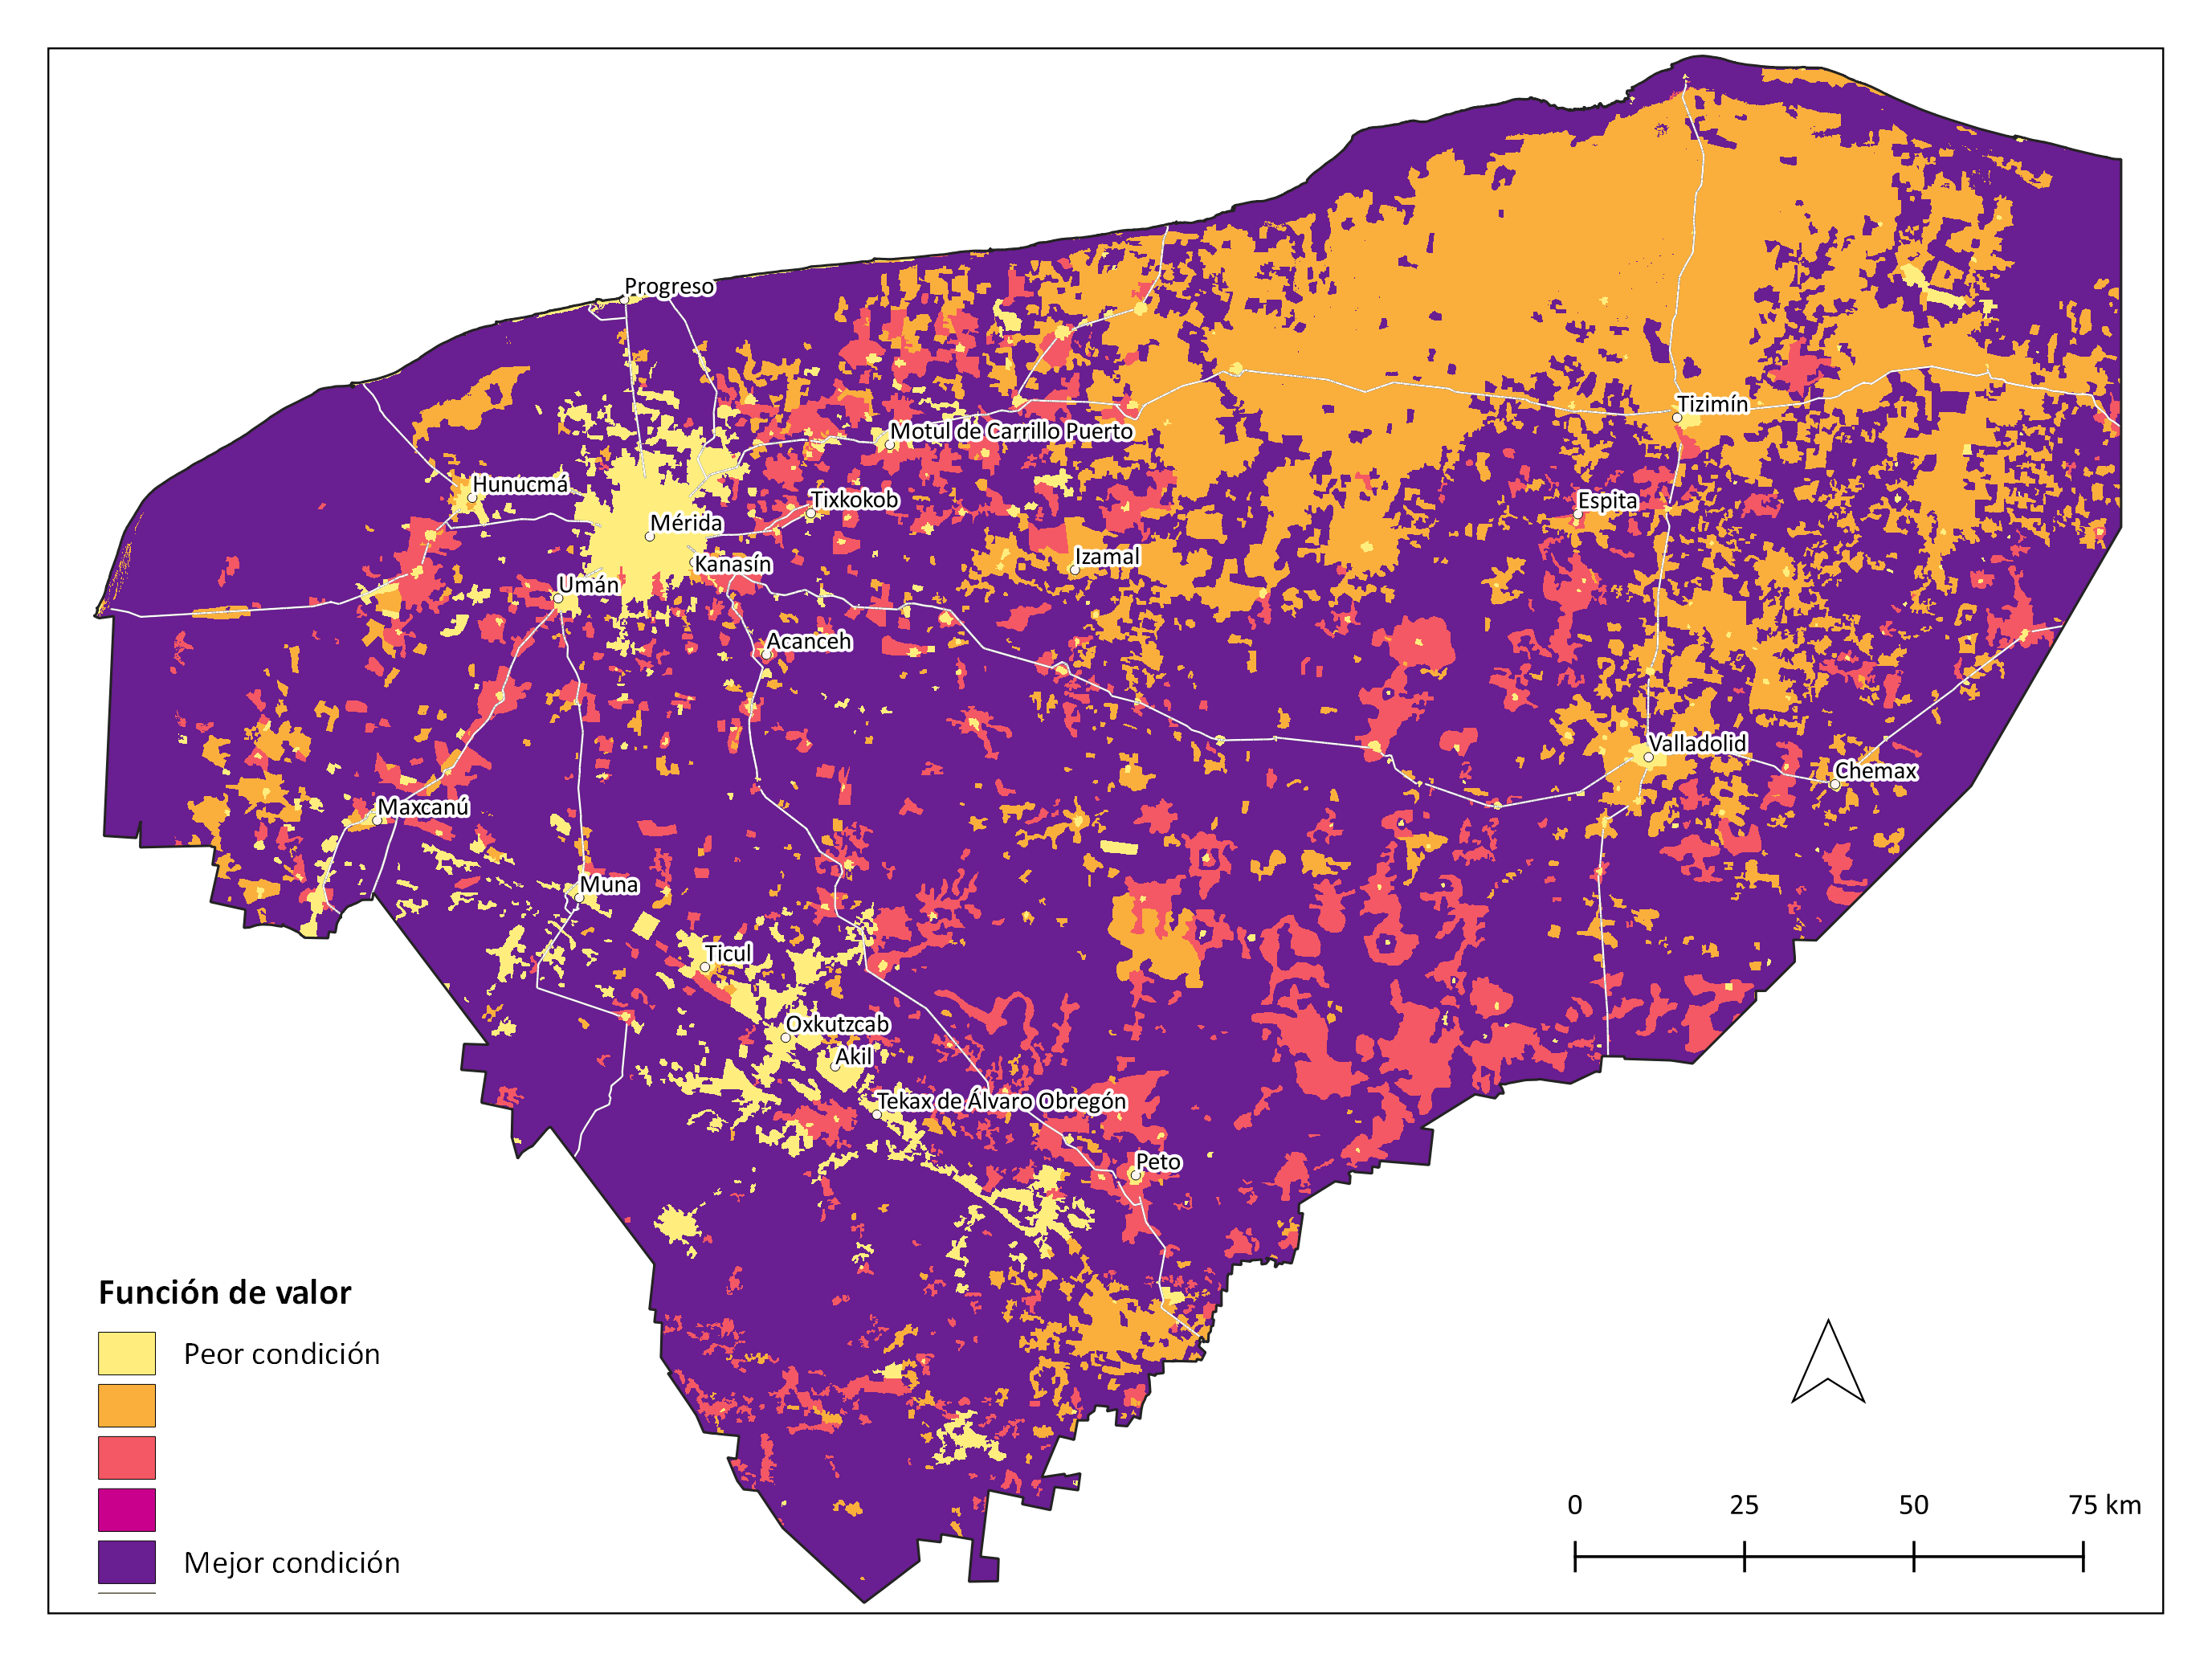 Progreso
Tizimín
Motul de Carrillo Puerto
Hunucmá
Tixkokob
Espita
Mérida
Izamal
Kanasín
Umán
Acanceh
Valladolid
Chemax
Maxcanú
Muna
Ticul
Oxkutzcab
Akil
Tekax de Álvaro Obregón
Peto
Función de valor
Peor condición
Mejor condición
0 25 50 75 km